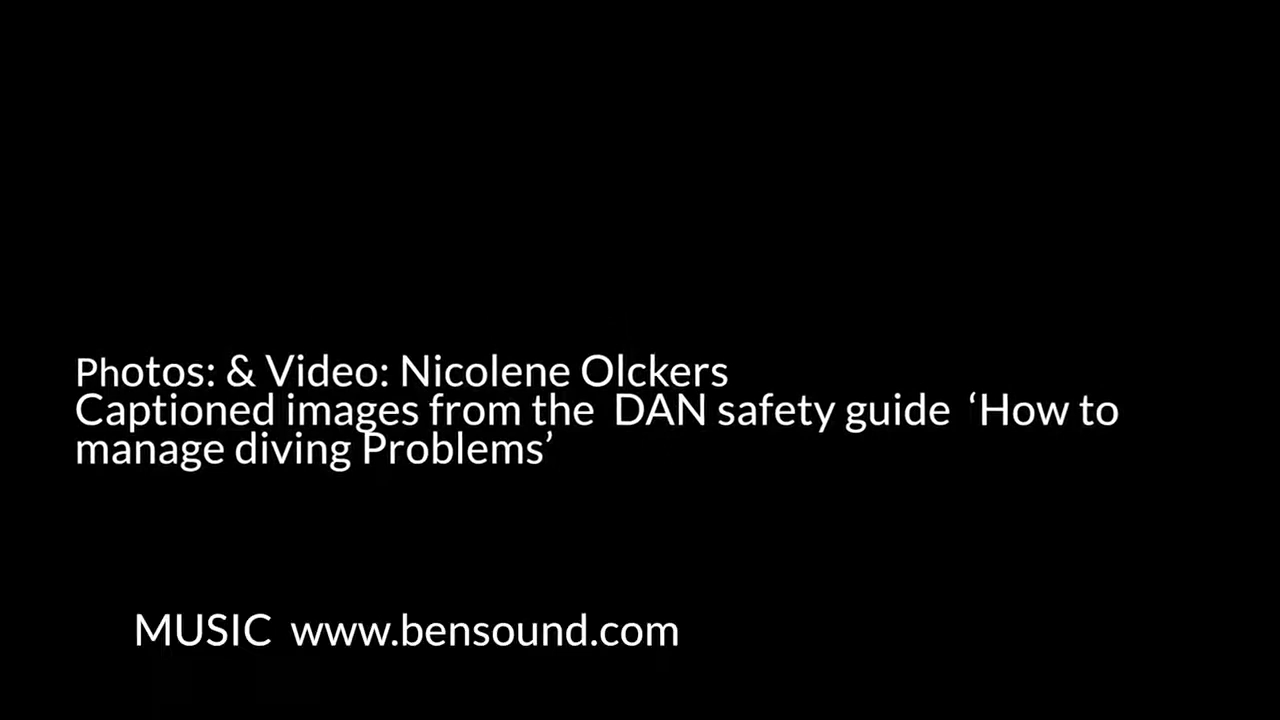 Photos: & Video: Nicolene Olckers
Captioned images from the DAN safety guide ‘How to
manage diving Problems’
MUSIC www.bensound.com